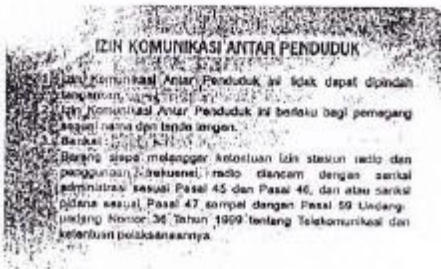 IZIN KOMUNIKASI ANTAR PENDUDUK
1. Izin Komunikasi Antar Penduduk ini tidak dapat dipindah
tangankan.
Izin Komunikasi Antar Penduduk ini berlaku bagi pemegang
sesuai nama dan tanda tangan.
3. Sanksi
Barang siapa melanggar ketentuan izin stasiun radio dan
penggunaan frekuensi radio diancam dengan sanksi
administrasi sesuai Pasal 45 dan Pasal 46, dan atau sanksi
pidana sesuai Pasal 47 sampai dengan Pasal 59 Undang-
undang Nomor 36 Tahun 1999 tentang Telekomunikasi dan
ketentuan pelaksanaannya.